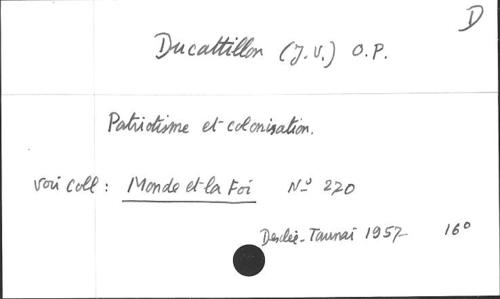 D
Ducattillon (J.V.) O.P.
Patriotisme et colonisation.
Voir coll : Monde et la Foi N° 220
Desclée-Tournai 1957 16°